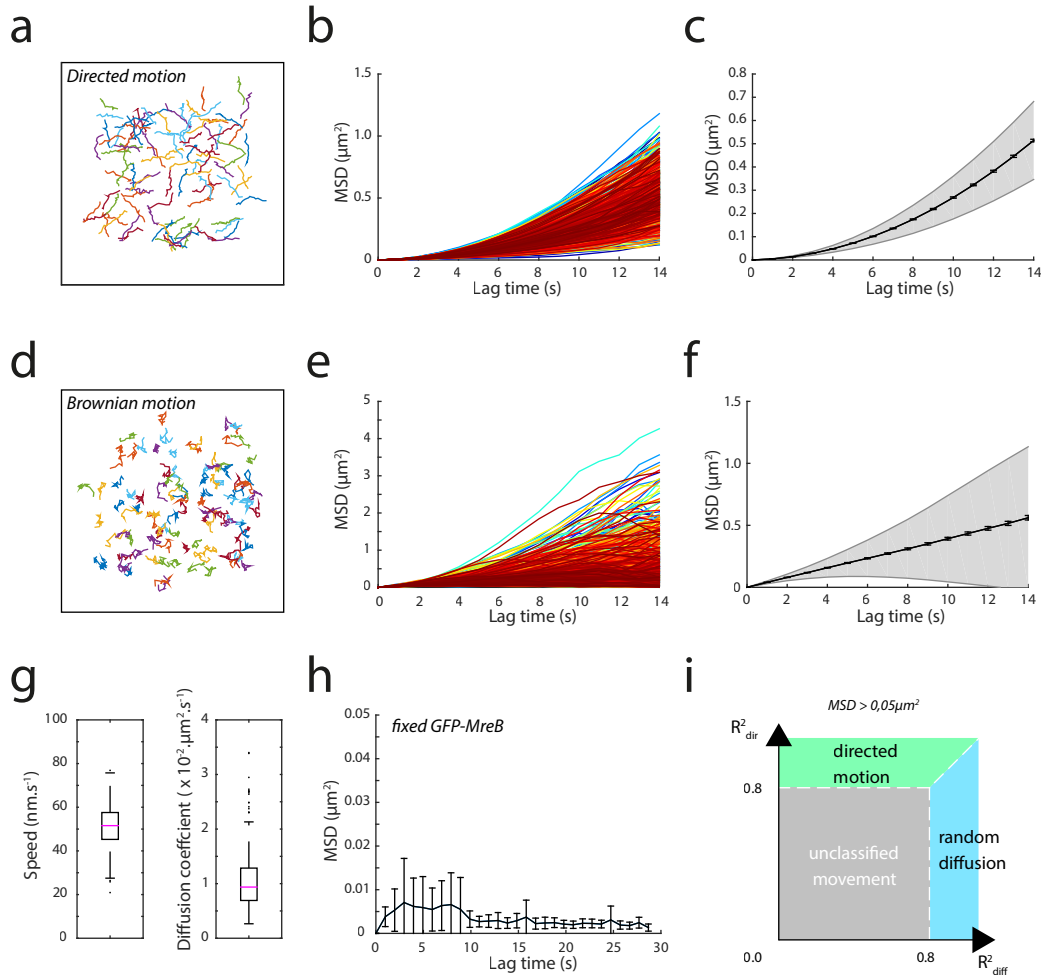 a
b
c
Directed motion
MSD (µm²)
1.5
1.0
0.5
0
0 2 4 6 8 10 12 14
Lag time (s)
MSD (µm²)
0.8
0.7
0.6
0.5
0.4
0.3
0.2
0.1
0
0 2 4 6 8 10 12 14
Lag time (s)
d
e
f
Brownian motion
MSD (µm²)
5
4
3
2
1
0
0 2 4 6 8 10 12 14
Lag time (s)
MSD (µm²)
1.5
1.0
0.5
0
0 2 4 6 8 10 12 14
Lag time (s)
g
h
i
Speed (nm.s⁻¹)
100
80
60
40
20
0
Diffusion coeffcient ( x 10⁻².µm².s⁻¹)
4
3
2
1
0
fixed GFP-MreB
MSD (µm²)
0.05
0.04
0.03
0.02
0.01
0
0 5 10 15 20 25 30
Lag time (s)
MSD > 0,05µm²
R²dir
directed
motion
0.8
unclassified
movement
random
diffusion
0.0
0.8
R²diff